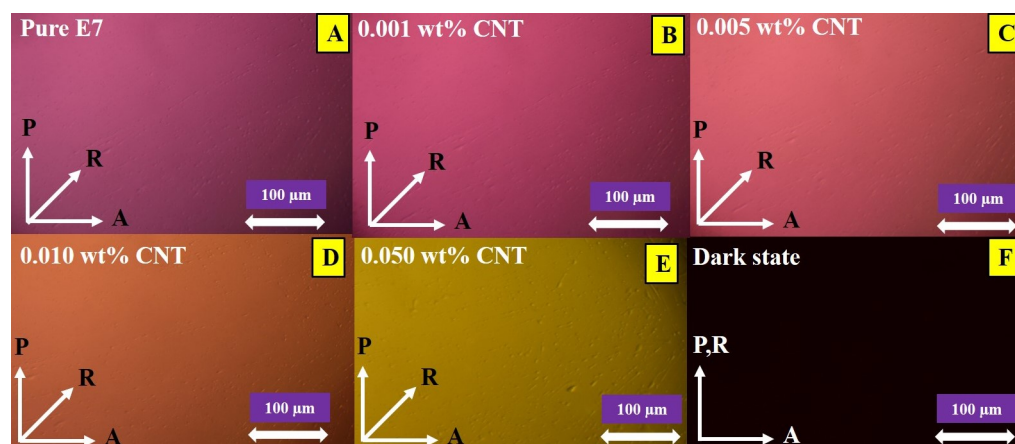 Pure E7
A
P
R
A
100 µm
0.001 wt% CNT
B
P
R
A
100 µm
0.005 wt% CNT
C
P
R
A
100 µm
0.010 wt% CNT
D
P
R
A
100 µm
0.050 wt% CNT
E
P
R
A
100 µm
Dark state
F
P,R
A
100 µm